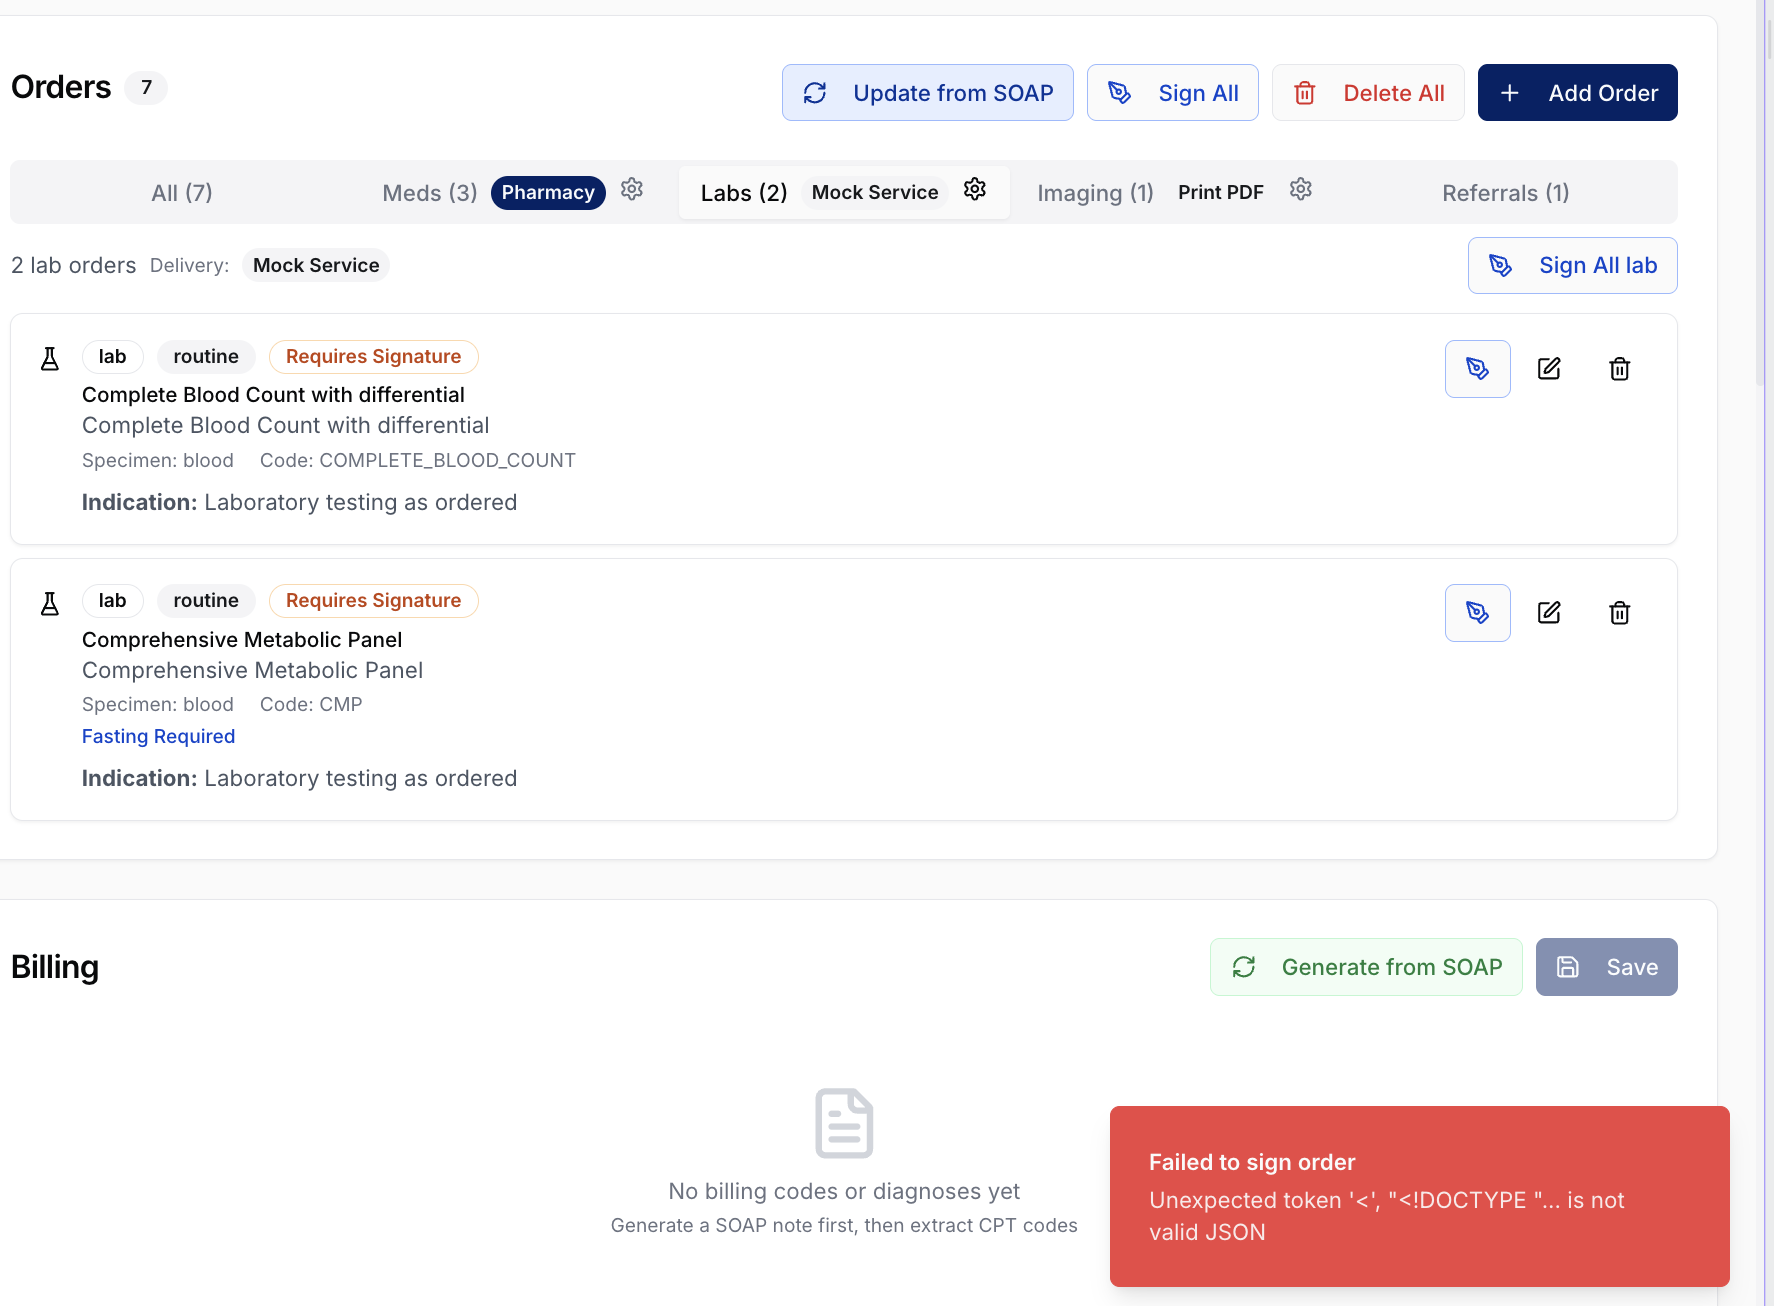 Orders 7
Update from SOAP
Sign All
Delete All
Add Order
All (7)
Meds (3) Pharmacy
Labs (2) Mock Service
Imaging (1) Print PDF
Referrals (1)
2 lab orders Delivery: Mock Service
Sign All lab
lab routine Requires Signature
Complete Blood Count with differential
Complete Blood Count with differential
Specimen: blood Code: COMPLETE_BLOOD_COUNT
Indication: Laboratory testing as ordered
lab routine Requires Signature
Comprehensive Metabolic Panel
Comprehensive Metabolic Panel
Specimen: blood Code: CMP
Fasting Required
Indication: Laboratory testing as ordered
Billing
Generate from SOAP
Save
No billing codes or diagnoses yet
Generate a SOAP note first, then extract CPT codes
Failed to sign order
Unexpected token '<', "<!DOCTYPE "... is not
valid JSON